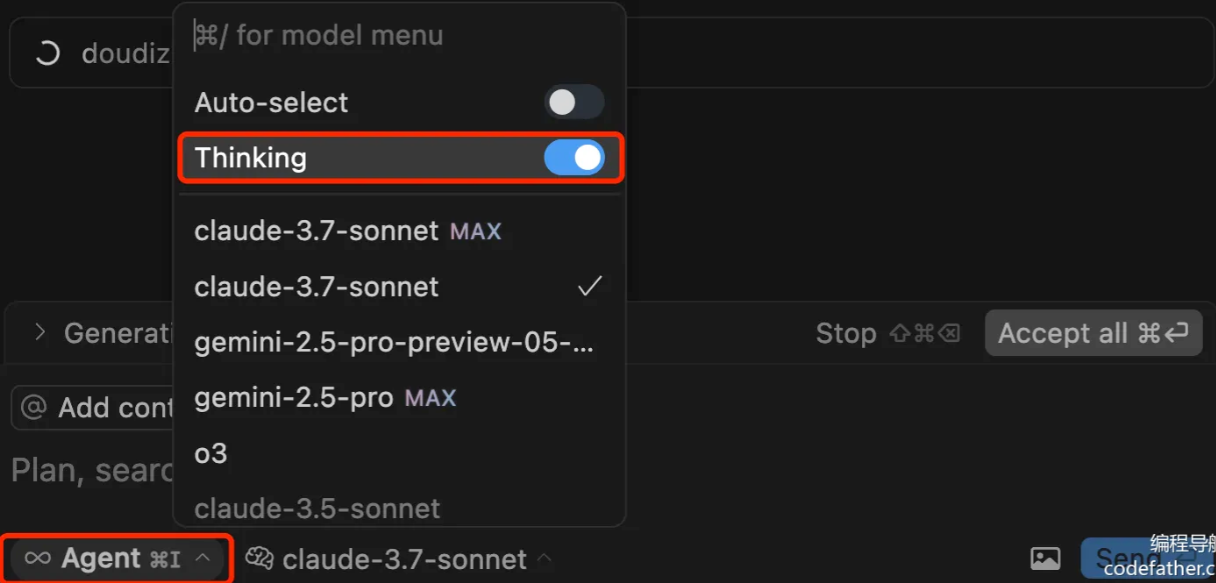 ⌘/ for model menu
doudiz
Auto-select
Thinking
claude-3.7-sonnet MAX
claude-3.7-sonnet
gemini-2.5-pro-preview-05-...
gemini-2.5-pro MAX
o3
claude-3.5-sonnet
Generati
Stop ⇧⌘⌫
Accept all ⌘⏎
@ Add cont
Plan, searc
∞ Agent ⌘I
claude-3.7-sonnet
Send
编程导航
codefather.c